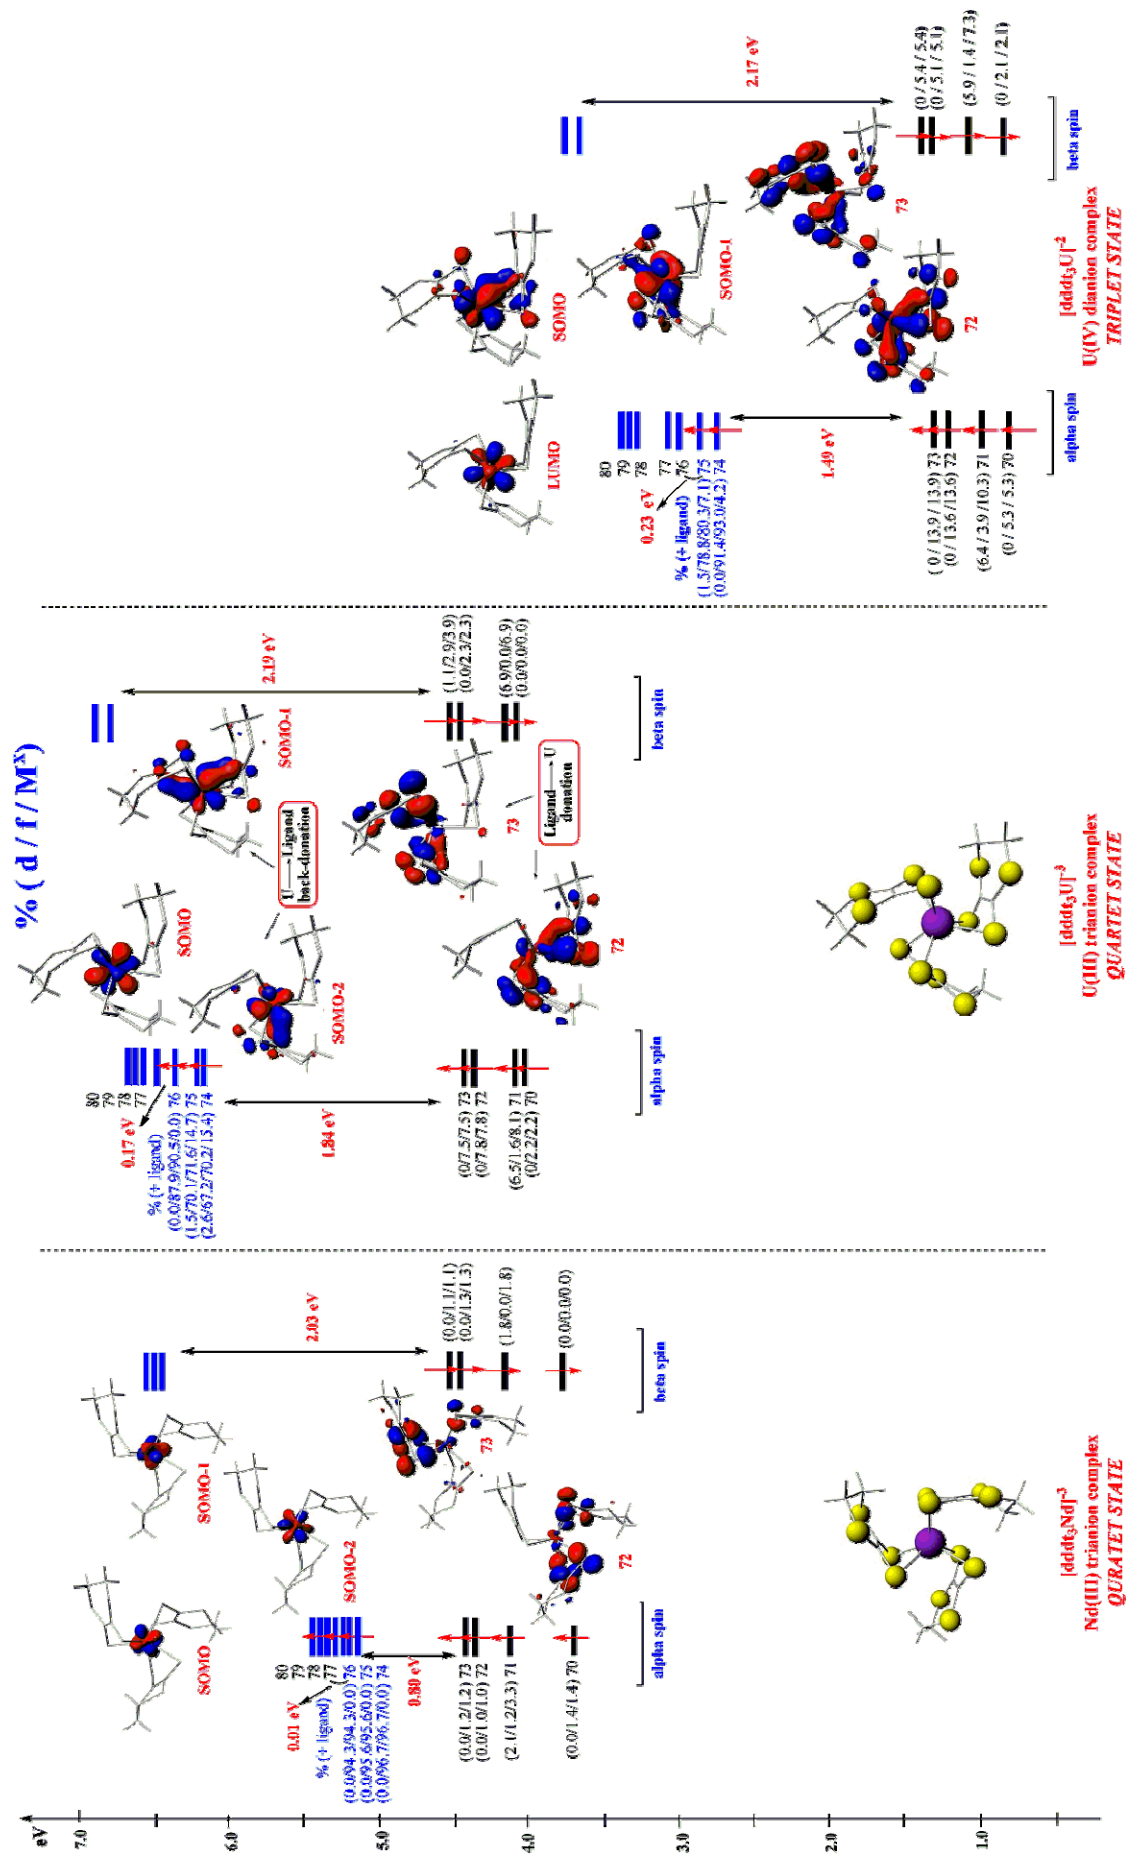 % ( d / f / Mˣ)
eV
7.0
6.0
5.0
4.0
3.0
2.0
1.0
SOMO
SOMO-1
SOMO-2
80
79
78
77
0.01 eV
% (+ ligand)
(0.0/94.3/94.3/0.0) 76
(0.0/95.6/95.6/0.0) 75
(0.0/96.7/96.7/0.0) 74
0.80 eV
(0.0/1.2/1.2) 73
(0.0/1.0/1.0) 72
(2.1/1.2/3.3) 71
(0.0/1.4/1.4) 70
alpha spin
73
72
2.03 eV
(0.0/1.1/1.1)
(0.0/1.3/1.3)
(1.8/0.0/1.8)
(0.0/0.0/0.0)
beta spin
[dddt₃Nd]⁻³
Nd(III) trianion complex
QURATET STATE
SOMO
SOMO-1
SOMO-2
80
79
78
77
0.17 eV
% (+ ligand)
(0.0/87.9/90.5/0.0) 76
(1.5/70.1/71.6/14.7) 75
(2.6/67.2/70.2/15.4) 74
U → Ligand
back-donation
1.84 eV
(0/7.5/7.5) 73
(0/7.8/7.8) 72
(6.5/1.6/8.1) 71
(0/2.2/2.2) 70
alpha spin
73
72
Ligand → U
donation
2.19 eV
(1.1/2.9/3.9)
(0.0/2.3/2.3)
(6.9/0.0/6.9)
(0.0/0.0/0.0)
beta spin
[dddt₃U]⁻³
U(III) trianion complex
QUARTET STATE
LUMO
SOMO
SOMO-1
80
79
78
77
76
0.23 eV
% (+ ligand)
(1.5/78.8/80.3/7.1) 75
(0.0/91.4/93.0/4.2) 74
1.49 eV
( 0 / 13.9 / 13.9) 73
(0 / 13.6 /13.6) 72
(6.4 / 3.9 /10.3) 71
(0 / 5.3 / 5.3) 70
alpha spin
73
72
2.17 eV
(0 / 5.4 / 5.4)
(0 / 5.1 / 5.1)
(5.9 / 1.4 / 7.3)
(0 / 2.1 / 2.1)
beta spin
[dddt₃U]⁻²
U(IV) dianion complex
TRIPLET STATE